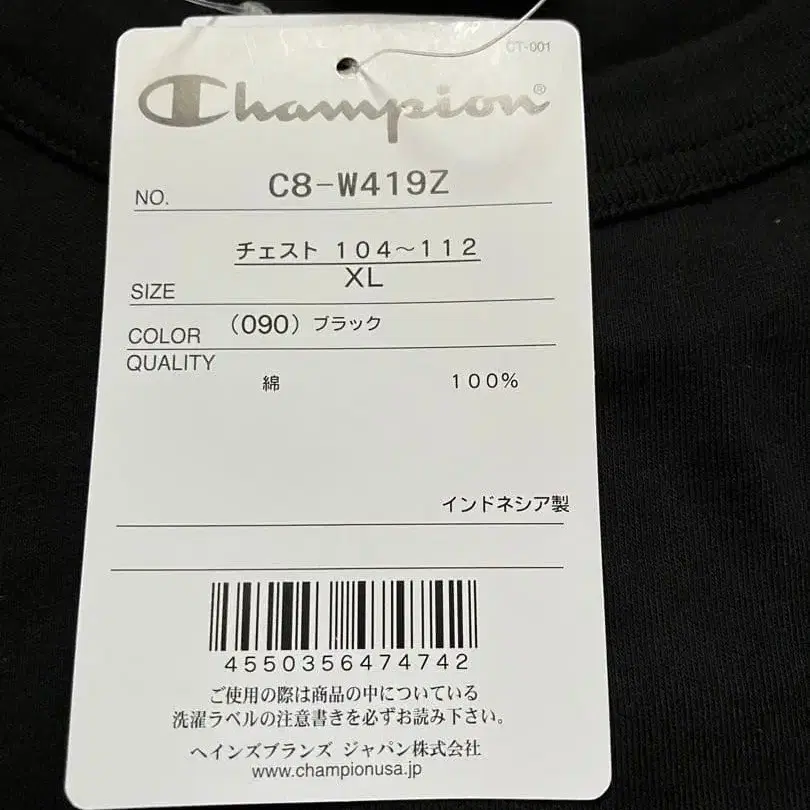 CT-001
Champion®
NO. C8-W419Z
チェスト 104〜112
SIZE XL
COLOR (090) ブラック
QUALITY
綿 100%
インドネシア製
4550356474742
ご使用の際は商品の中についている
洗濯ラベルの注意書きを必ずお読み下さい。
ヘインズブランズ ジャパン株式会社
www.championusa.jp